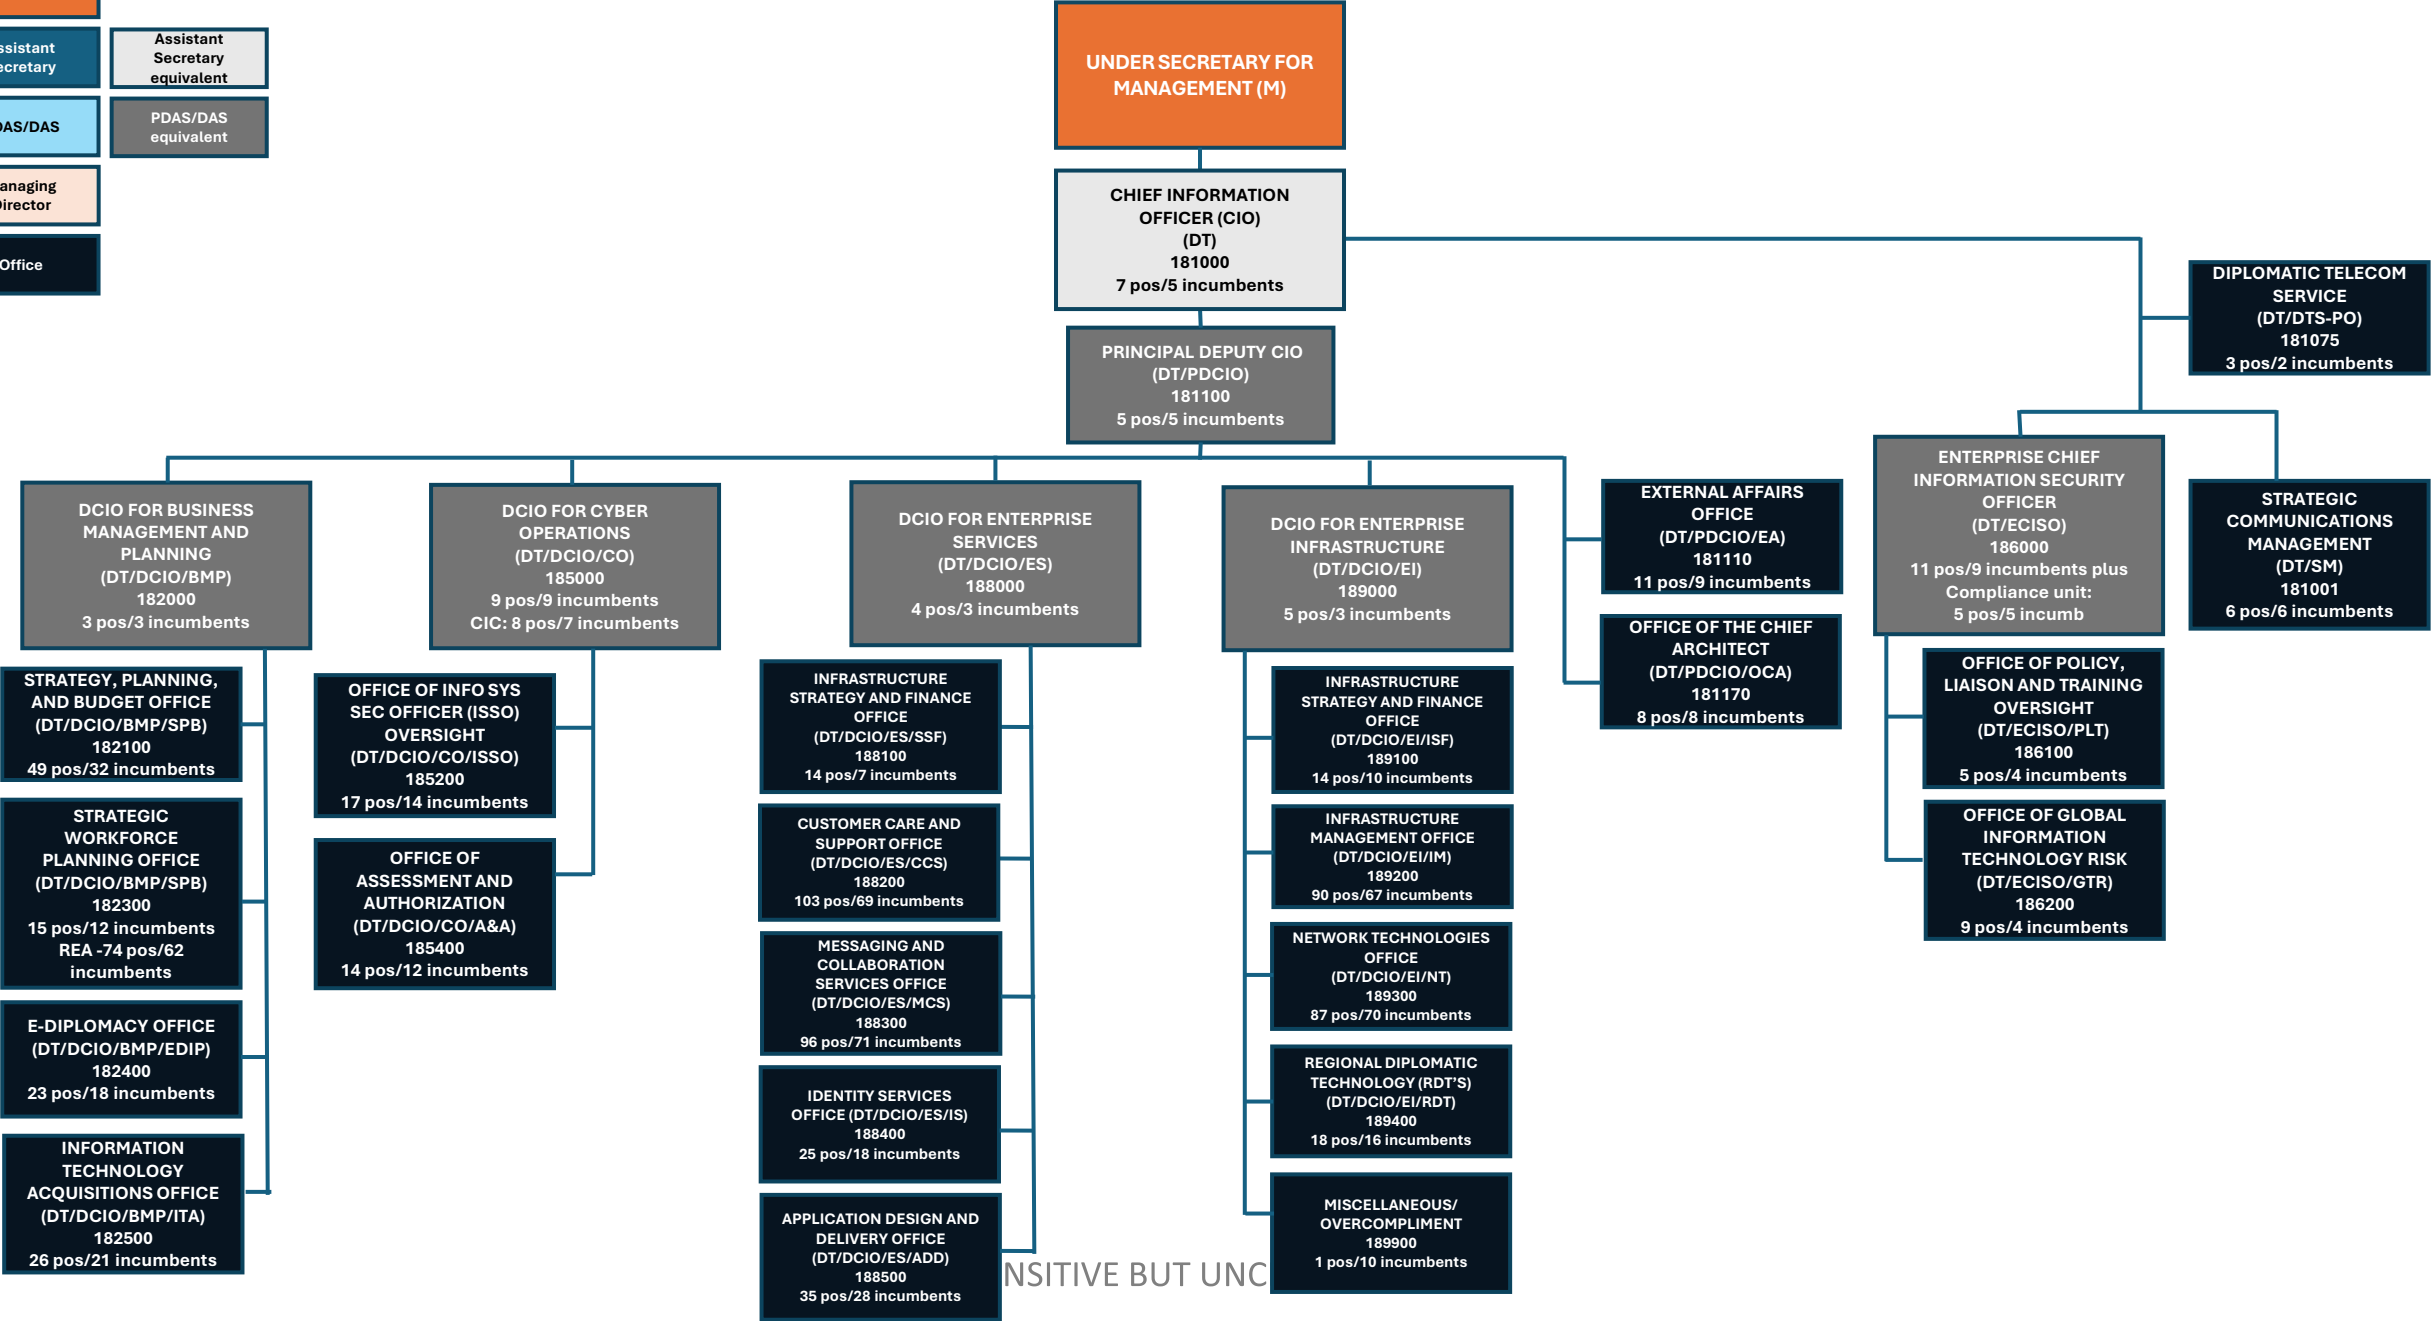 Assistant
Secretary
equivalent
DAS/DAS
PDAS/DAS
equivalent
Office
UNDER SECRETARY FOR
MANAGEMENT (M)
CHIEF INFORMATION
OFFICER (CIO)
(DT)
181000
7 pos/5 incumbents
PRINCIPAL DEPUTY CIO
(DT/PDCIO)
181100
5 pos/5 incumbents
DIPLOMATIC TELECOM
SERVICE
(DT/DTS-PO)
181075
3 pos/2 incumbents
DCIO FOR BUSINESS
MANAGEMENT AND
PLANNING
(DT/DCIO/BMP)
182000
3 pos/3 incumbents
STRATEGY, PLANNING,
AND BUDGET OFFICE
(DT/DCIO/BMP/SPB)
182100
49 pos/32 incumbents
STRATEGIC
WORKFORCE
PLANNING OFFICE
(DT/DCIO/BMP/SPB)
182300
15 pos/12 incumbents
REA -74 pos/62
incumbents
E-DIPLOMACY OFFICE
(DT/DCIO/BMP/EDIP)
182400
23 pos/18 incumbents
INFORMATION
TECHNOLOGY
ACQUISITIONS OFFICE
(DT/DCIO/BMP/ITA)
182500
26 pos/21 incumbents
DCIO FOR CYBER
OPERATIONS
(DT/DCIO/CO)
185000
9 pos/9 incumbents
CIC: 8 pos/7 incumbents
OFFICE OF INFO SYS
SEC OFFICER (ISSO)
OVERSIGHT
(DT/DCIO/CO/ISSO)
185200
17 pos/14 incumbents
OFFICE OF
ASSESSMENT AND
AUTHORIZATION
(DT/DCIO/CO/A&A)
185400
14 pos/12 incumbents
DCIO FOR ENTERPRISE
SERVICES
(DT/DCIO/ES)
188000
4 pos/3 incumbents
INFRASTRUCTURE
STRATEGY AND FINANCE
OFFICE
(DT/DCIO/ES/SSF)
188100
14 pos/7 incumbents
CUSTOMER CARE AND
SUPPORT OFFICE
(DT/DCIO/ES/CCS)
188200
103 pos/69 incumbents
MESSAGING AND
COLLABORATION
SERVICES OFFICE
(DT/DCIO/ES/MCS)
188300
96 pos/71 incumbents
IDENTITY SERVICES
OFFICE (DT/DCIO/ES/IS)
188400
25 pos/18 incumbents
APPLICATION DESIGN AND
DELIVERY OFFICE
(DT/DCIO/ES/ADD)
188500
35 pos/28 incumbents
DCIO FOR ENTERPRISE
INFRASTRUCTURE
(DT/DCIO/EI)
189000
5 pos/3 incumbents
INFRASTRUCTURE
STRATEGY AND FINANCE
OFFICE
(DT/DCIO/EI/ISF)
189100
14 pos/10 incumbents
INFRASTRUCTURE
MANAGEMENT OFFICE
(DT/DCIO/EI/IM)
189200
90 pos/67 incumbents
NETWORK TECHNOLOGIES
OFFICE
(DT/DCIO/EI/NT)
189300
87 pos/70 incumbents
REGIONAL DIPLOMATIC
TECHNOLOGY (RDT'S)
(DT/DCIO/EI/RDT)
189400
18 pos/16 incumbents
MISCELLANEOUS/
OVERCOMPLIMENT
189900
1 pos/10 incumbents
EXTERNAL AFFAIRS
OFFICE
(DT/PDCIO/EA)
181110
11 pos/9 incumbents
OFFICE OF THE CHIEF
ARCHITECT
(DT/PDCIO/OCA)
181170
8 pos/8 incumbents
ENTERPRISE CHIEF
INFORMATION SECURITY
OFFICER
(DT/ECISO)
186000
11 pos/9 incumbents plus
Compliance unit:
5 pos/5 incumb
OFFICE OF POLICY,
LIAISON AND TRAINING
OVERSIGHT
(DT/ECISO/PLT)
186100
5 pos/4 incumbents
OFFICE OF GLOBAL
INFORMATION
TECHNOLOGY RISK
(DT/ECISO/GTR)
186200
9 pos/4 incumbents
STRATEGIC
COMMUNICATIONS
MANAGEMENT
(DT/SM)
181001
6 pos/6 incumbents
NSITIVE BUT UNC